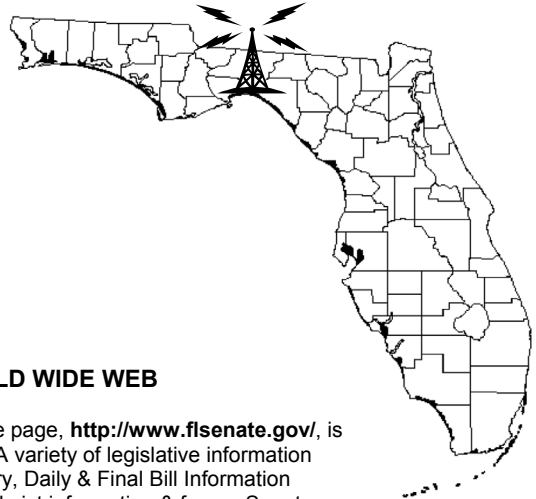 LD WIDE WEB
e page, http://www.flsenate.gov/, is
A variety of legislative information
ry, Daily & Final Bill Information